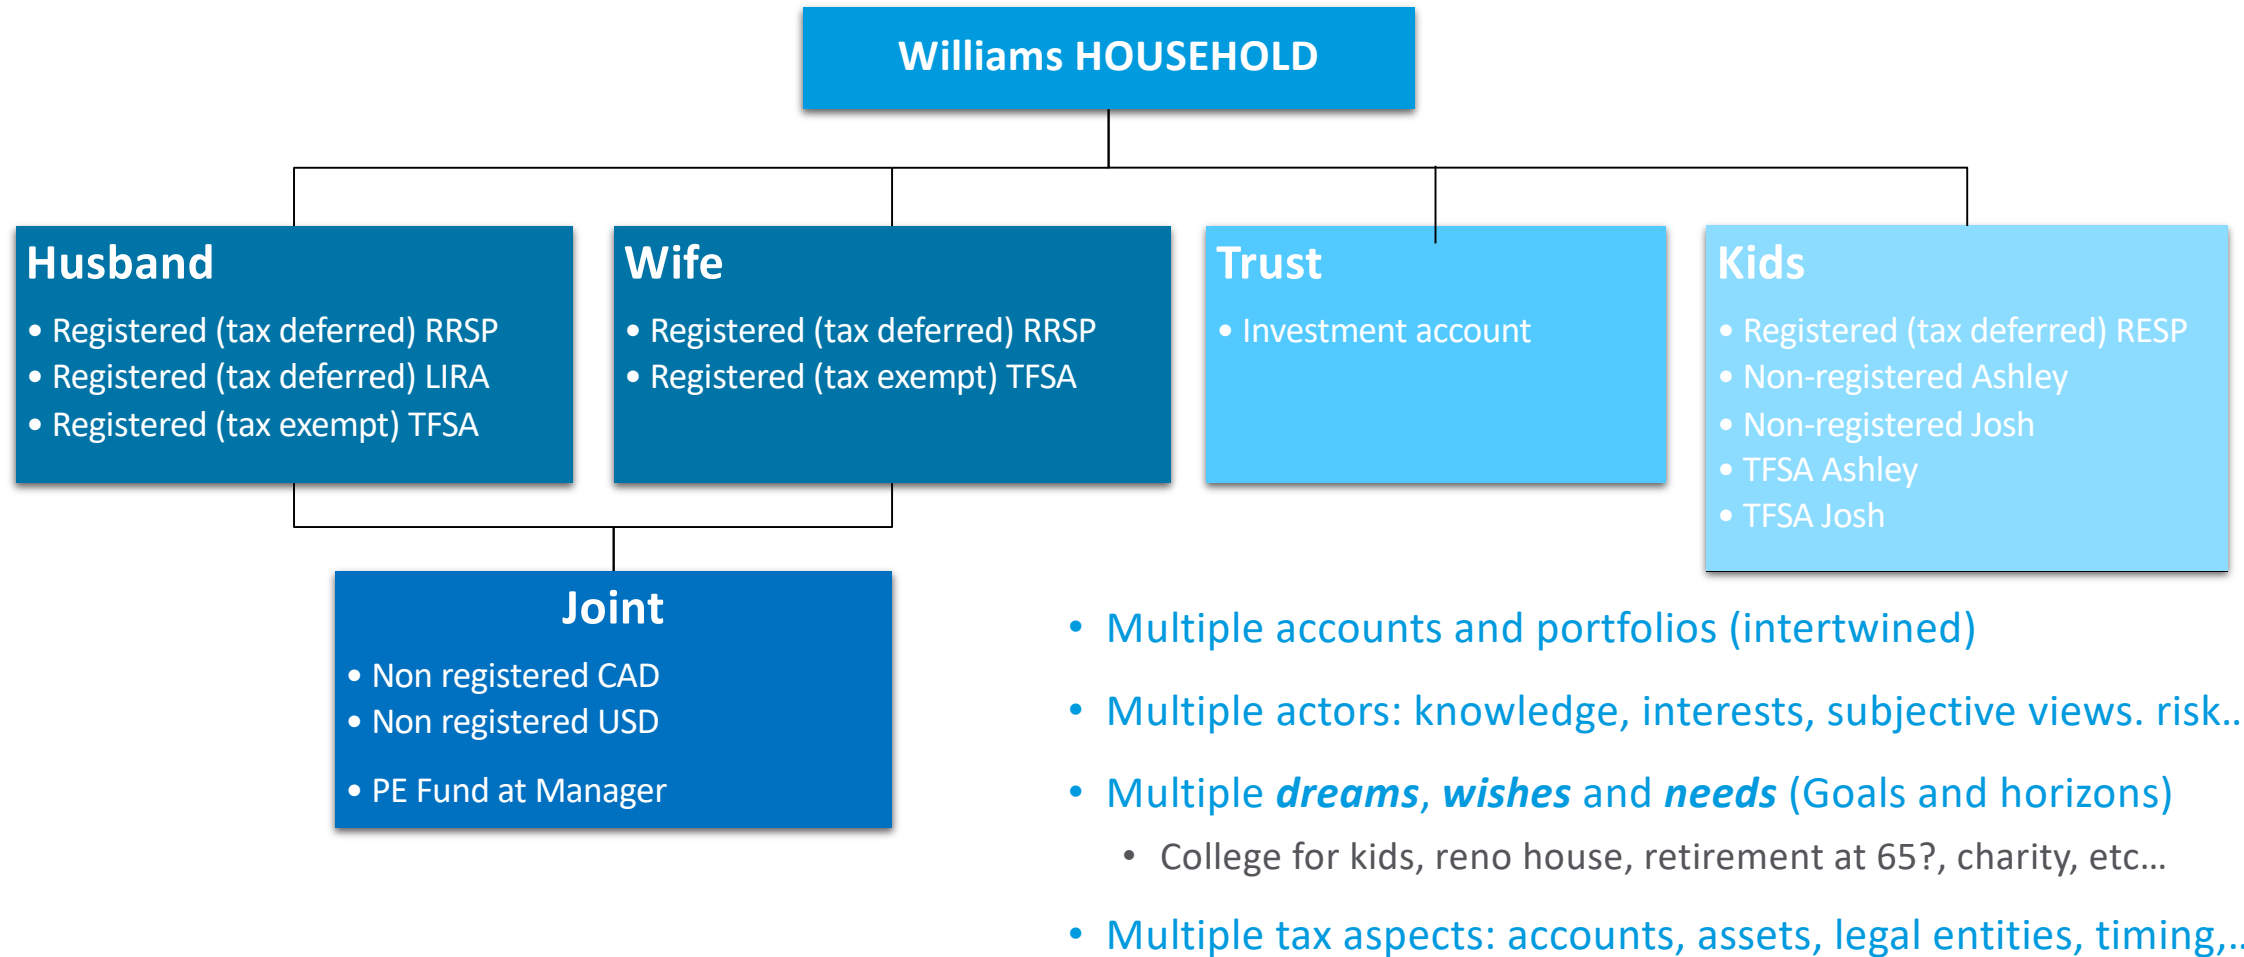 Williams HOUSEHOLD
Husband
• Registered (tax deferred) RRSP
• Registered (tax deferred) LIRA
• Registered (tax exempt) TFSA
Wife
• Registered (tax deferred) RRSP
• Registered (tax exempt) TFSA
Trust
• Investment account
Kids
• Registered (tax deferred) RESP
• Non-registered Ashley
• Non-registered Josh
• TFSA Ashley
• TFSA Josh
Joint
• Non registered CAD
• Non registered USD
• PE Fund at Manager
• Multiple accounts and portfolios (intertwined)
• Multiple actors: knowledge, interests, subjective views. risk..
• Multiple dreams, wishes and needs (Goals and horizons)
• College for kids, reno house, retirement at 65?, charity, etc…
• Multiple tax aspects: accounts, assets, legal entities, timing,..